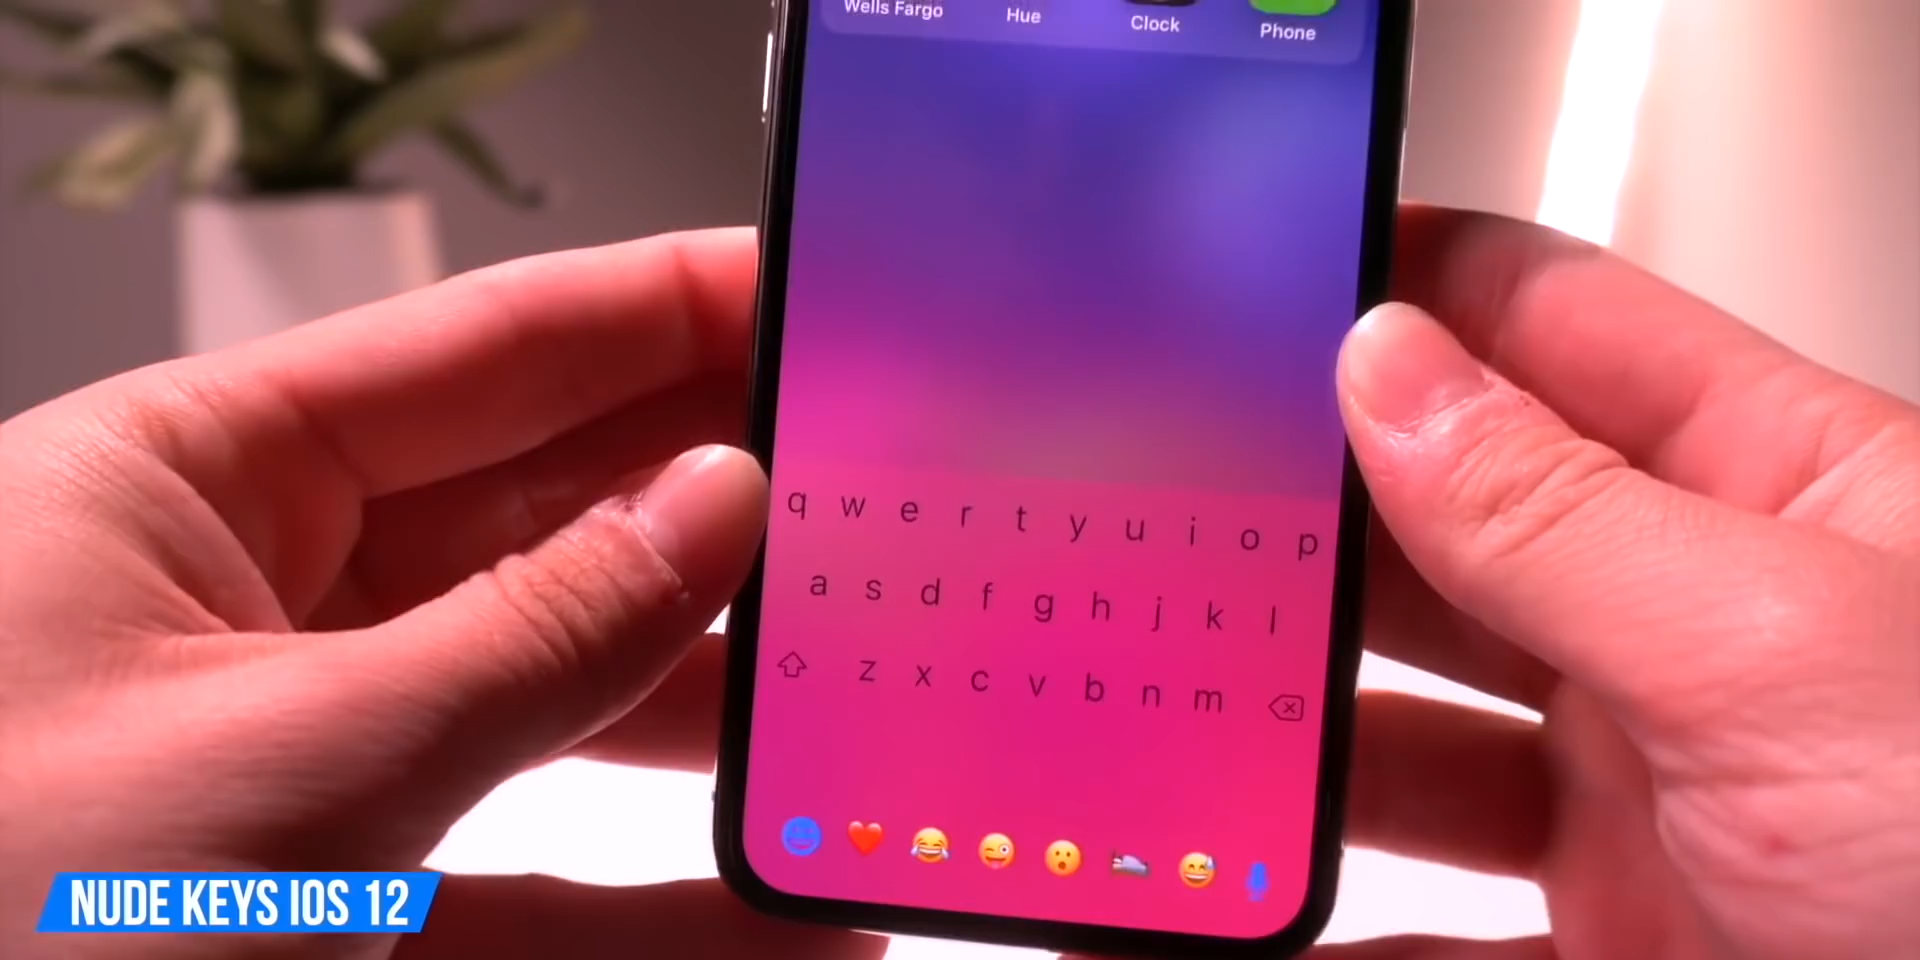 Wells Fargo Hue Clock Phone
q w e r t y u i o p
a s d f g h j k l
z x c v b n m
NUDE KEYS IOS 12